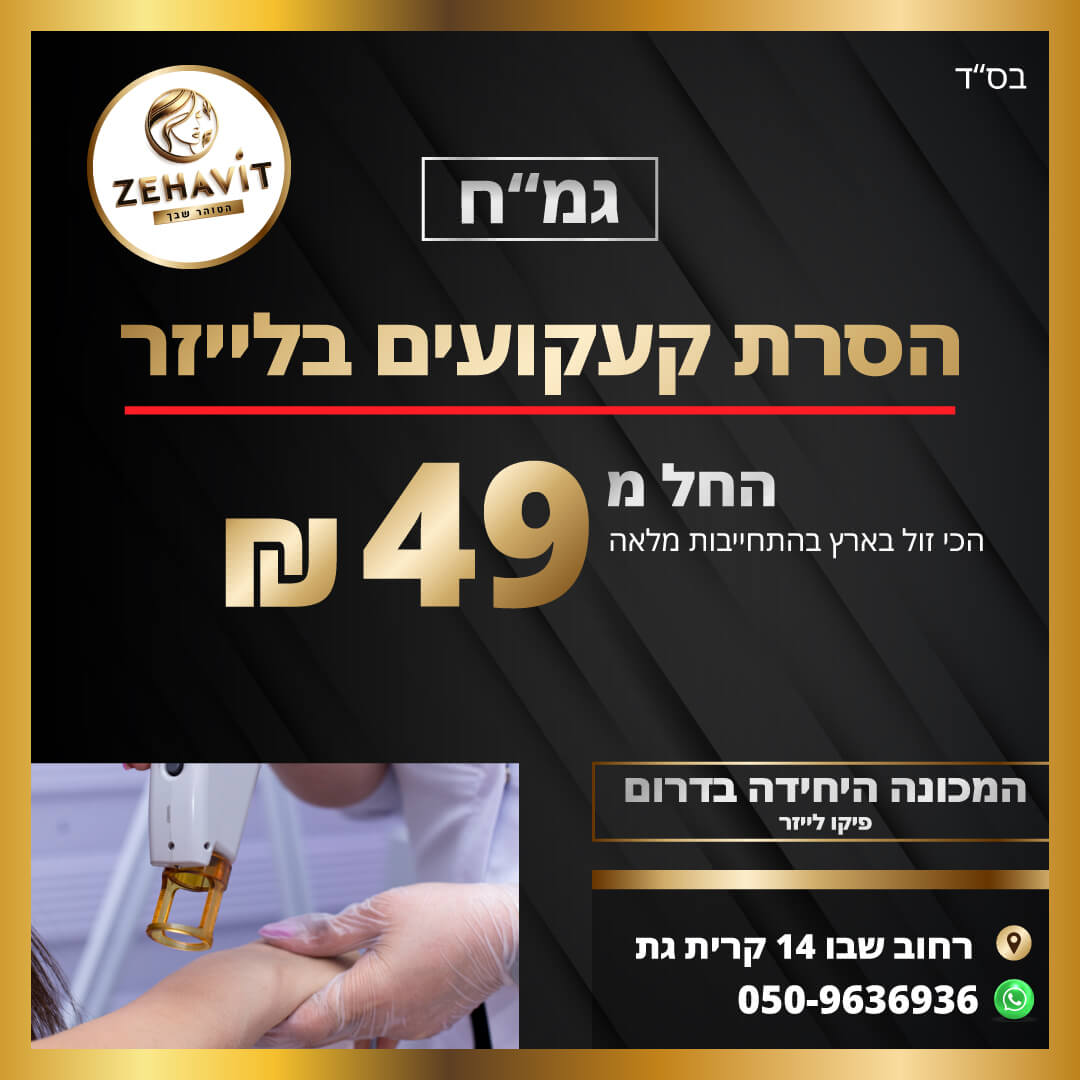 בס"ד
ZEHAVIT
הסוהר שבך
גמ"ח
הסרת קעקועים בלייזר
החל מ
49 ₪
הכי זול בארץ בהתחייבות מלאה
המכונה היחידה בדרום
פיקו לייזר
רחוב שבו 14 קרית גת
050-9636936